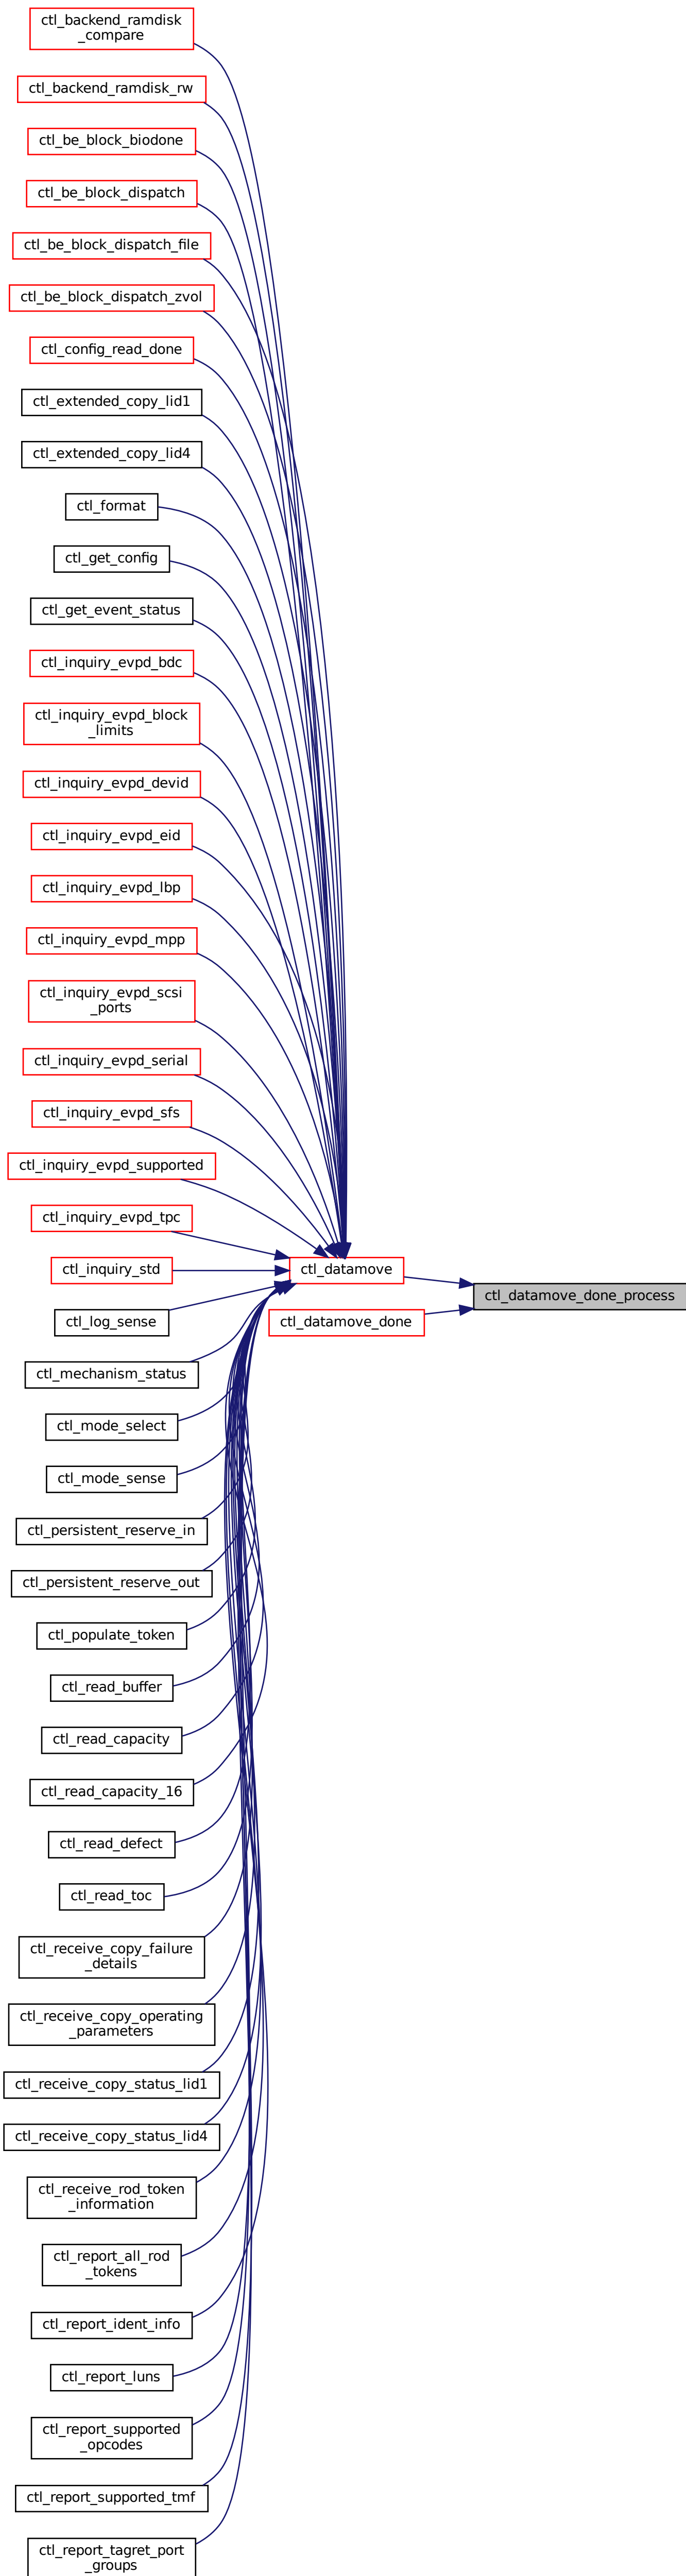 ctl_backend_ramdisk
_compare
ctl_backend_ramdisk_rw
ctl_be_block_biodone
ctl_be_block_dispatch
ctl_be_block_dispatch_file
ctl_be_block_dispatch_zvol
ctl_config_read_done
ctl_extended_copy_lid1
ctl_extended_copy_lid4
ctl_format
ctl_get_config
ctl_get_event_status
ctl_inquiry_evpd_bdc
ctl_inquiry_evpd_block
_limits
ctl_inquiry_evpd_devid
ctl_inquiry_evpd_eid
ctl_inquiry_evpd_lbp
ctl_inquiry_evpd_mpp
ctl_inquiry_evpd_scsi
_ports
ctl_inquiry_evpd_serial
ctl_inquiry_evpd_sfs
ctl_inquiry_evpd_supported
ctl_inquiry_evpd_tpc
ctl_inquiry_std
ctl_datamove
ctl_datamove_done_process
ctl_log_sense
ctl_datamove_done
ctl_mechanism_status
ctl_mode_select
ctl_mode_sense
ctl_persistent_reserve_in
ctl_persistent_reserve_out
ctl_populate_token
ctl_read_buffer
ctl_read_capacity
ctl_read_capacity_16
ctl_read_defect
ctl_read_toc
ctl_receive_copy_failure
_details
ctl_receive_copy_operating
_parameters
ctl_receive_copy_status_lid1
ctl_receive_copy_status_lid4
ctl_receive_rod_token
_information
ctl_report_all_rod
_tokens
ctl_report_ident_info
ctl_report_luns
ctl_report_supported
_opcodes
ctl_report_supported_tmf
ctl_report_tagret_port
_groups